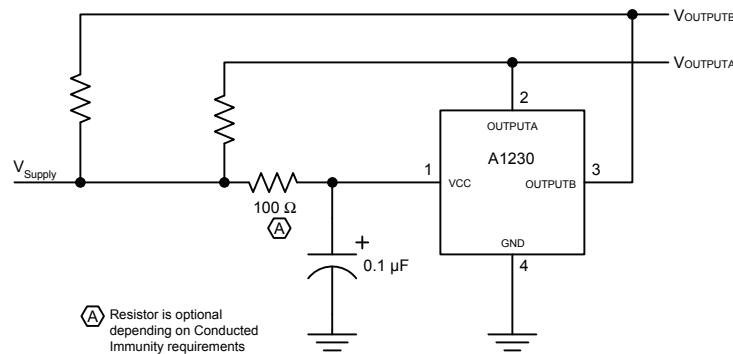 VOUTPUTB
VOUTPUTA
2
OUTPUTA
A1230
VSupply
1
VCC
OUTPUTB
3
100 Ω
A
+
0.1 µF
GND
4
A Resistor is optional
depending on Conducted
Immunity requirements